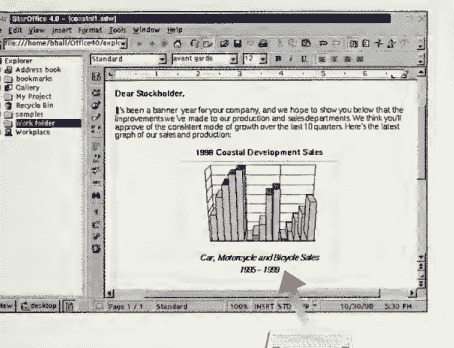 StarOffice 4.0 - [constnt1.sdw]
Edit View Insert Format Tools Window Help
file:///home/bball/Office40/explor
Explorer
Address book
bookmarks
Gallery
My Project
Recycle Bin
samples
work folder
Workplace
Standard avant garde 12 B i U
Dear Stockholder,
It's been a banner year for your company, and we hope to show you below that the
improvements we've made to our production and sales departments. We think you'll
approve of the consistent mode of growth over the last 10 quarters. Here's the latest
graph of our sales and production:
1998 Coastal Development Sales
Car, Motorcycle and Bicycle Sales
1995 - 1999
desktop
Page 1 / 1 Standard 100% INSRT STD 10/30/98 5:30 PM